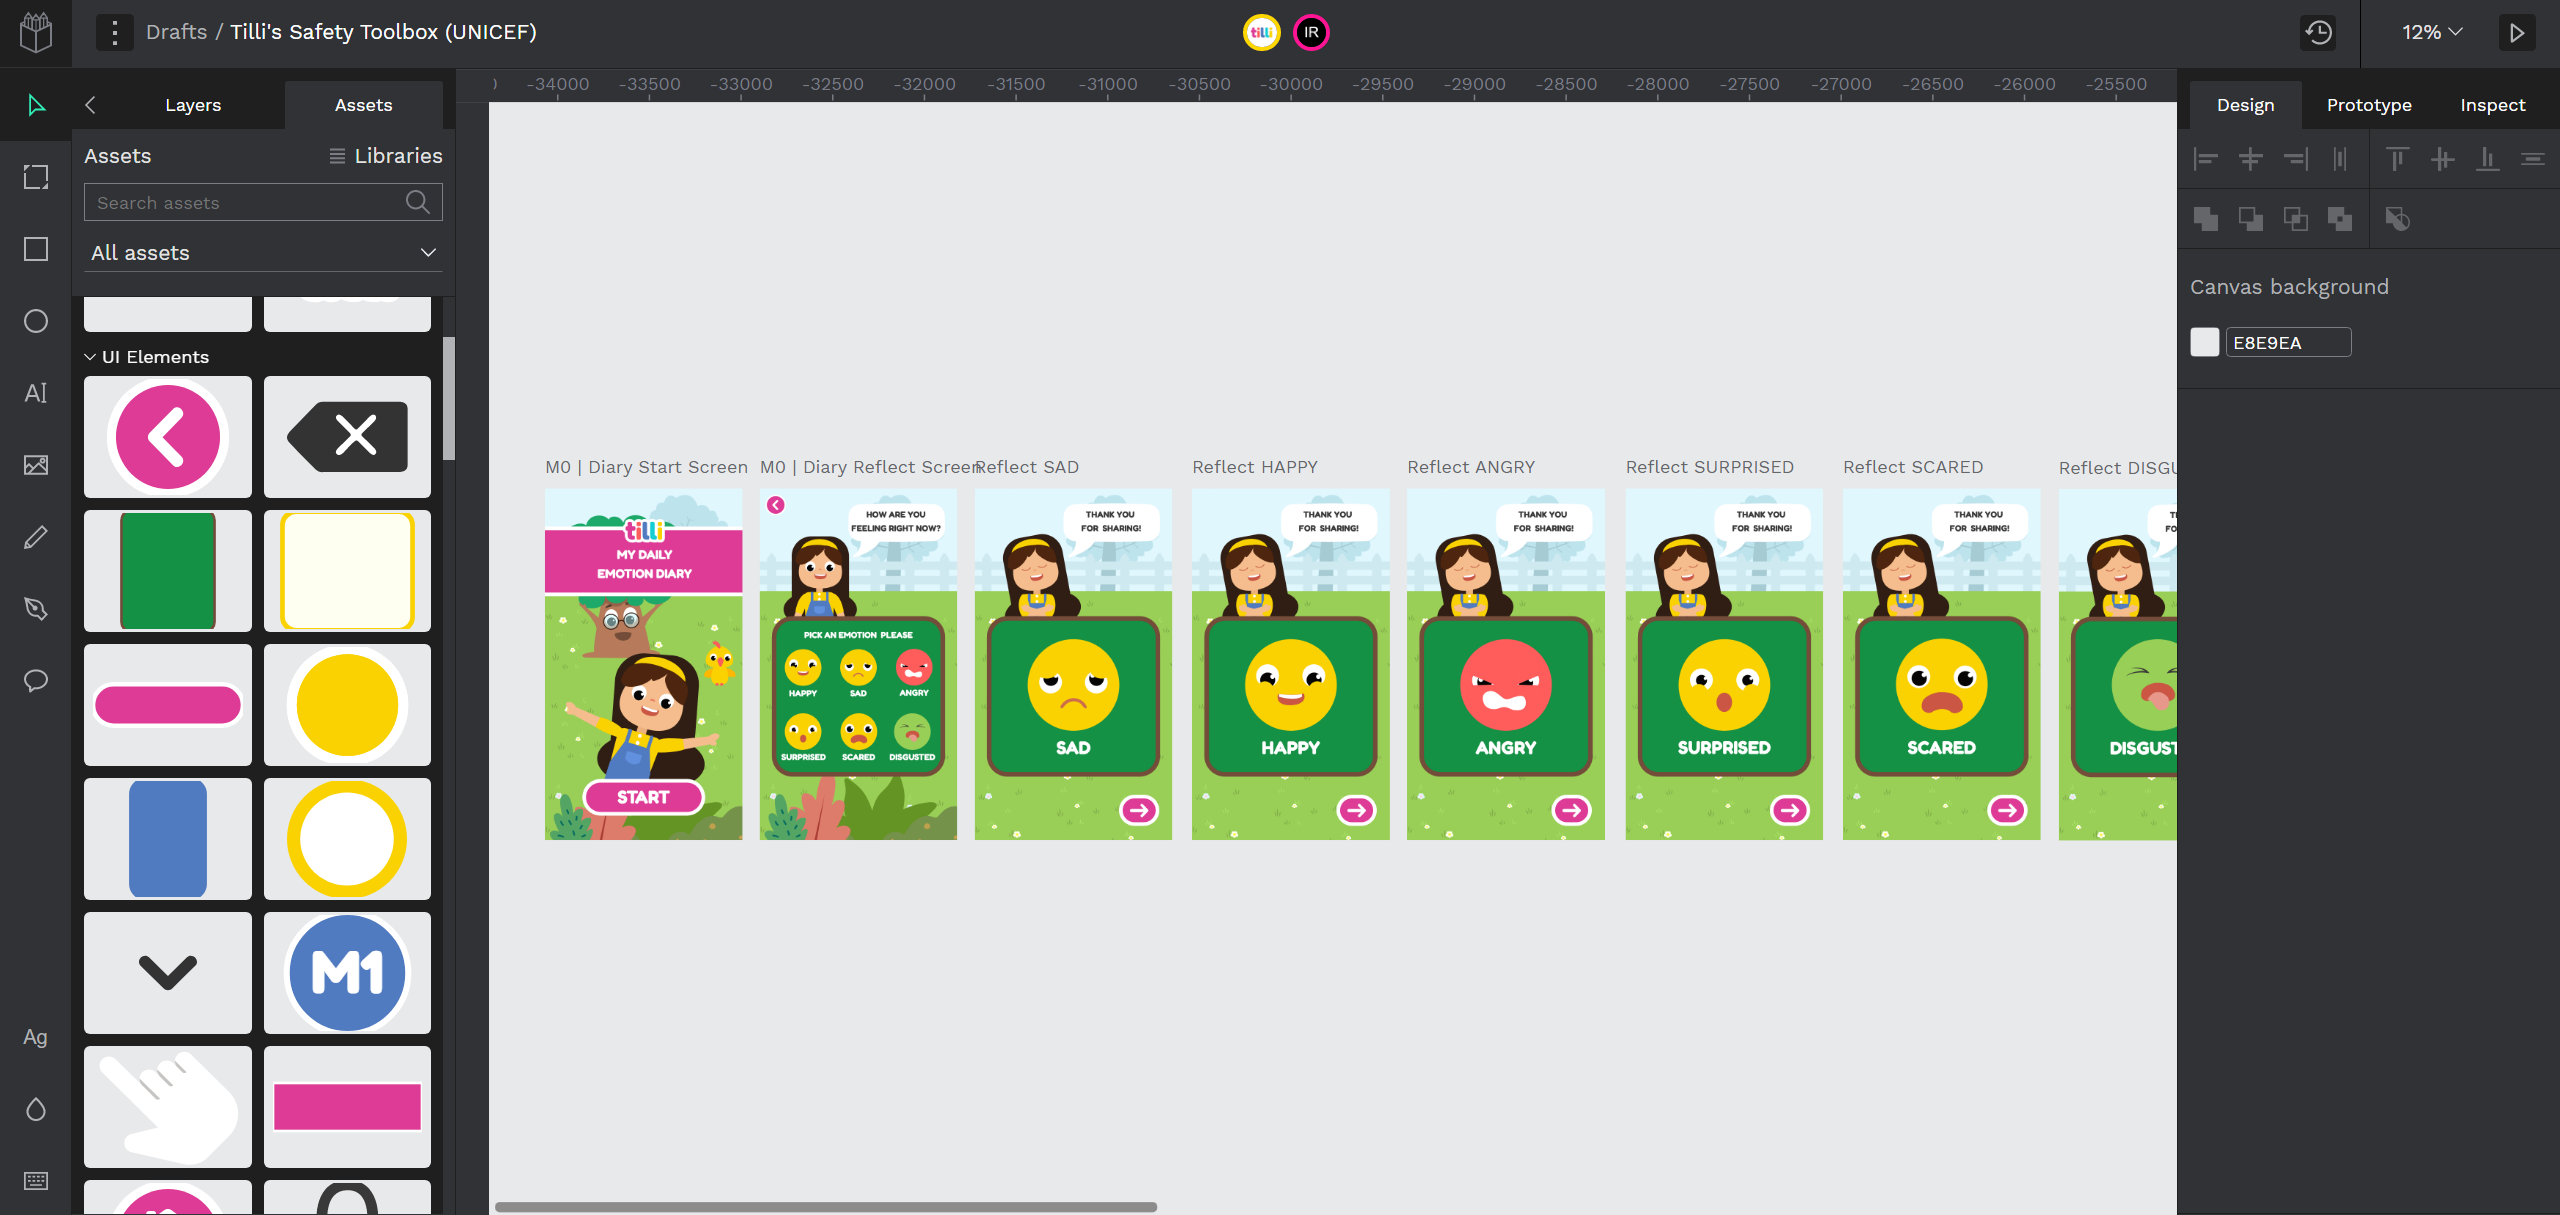 Drafts / Tilli's Safety Toolbox (UNICEF)
tilli
IR
12%
Layers
Assets
Assets
Libraries
Search assets
All assets
UI Elements
M1
AI
Ag
-34000 -33500 -33000 -32500 -32000 -31500 -31000 -30500 -30000 -29500 -29000 -28500 -28000 -27500 -27000 -26500 -26000 -25500
M0 | Diary Start Screen
tilli
MY DAILY
EMOTION DIARY
START
M0 | Diary Reflect Screen
HOW ARE YOU
FEELING RIGHT NOW?
PICK AN EMOTION PLEASE
HAPPY SAD ANGRY
SURPRISED SCARED DISGUSTED
Reflect SAD
THANK YOU
FOR SHARING!
SAD
Reflect HAPPY
THANK YOU
FOR SHARING!
HAPPY
Reflect ANGRY
THANK YOU
FOR SHARING!
ANGRY
Reflect SURPRISED
THANK YOU
FOR SHARING!
SURPRISED
Reflect SCARED
THANK YOU
FOR SHARING!
SCARED
Reflect DISGU
DISGUST
Design
Prototype
Inspect
Canvas background
E8E9EA